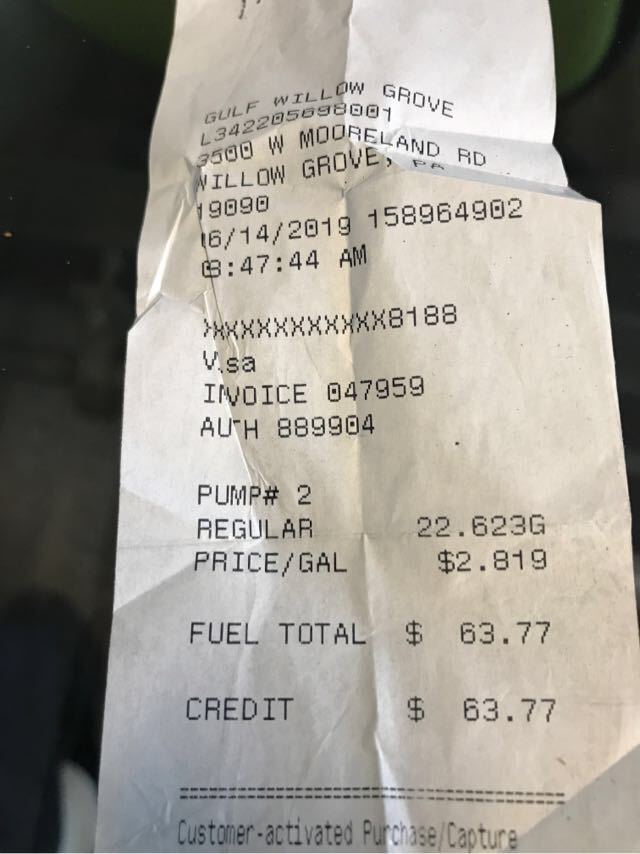 GULF WILLOW GROVE
L342205698001
3500 W MOORELAND RD
WILLOW GROVE, PA
19090
06/14/2019 158964902
8:47:44 AM
XXXXXXXXXXXX8188
Visa
INVOICE 047959
AUTH 889904
PUMP# 2
REGULAR 22.623G
PRICE/GAL $2.819
FUEL TOTAL $ 63.77
CREDIT $ 63.77
Customer-activated Purchase/Capture